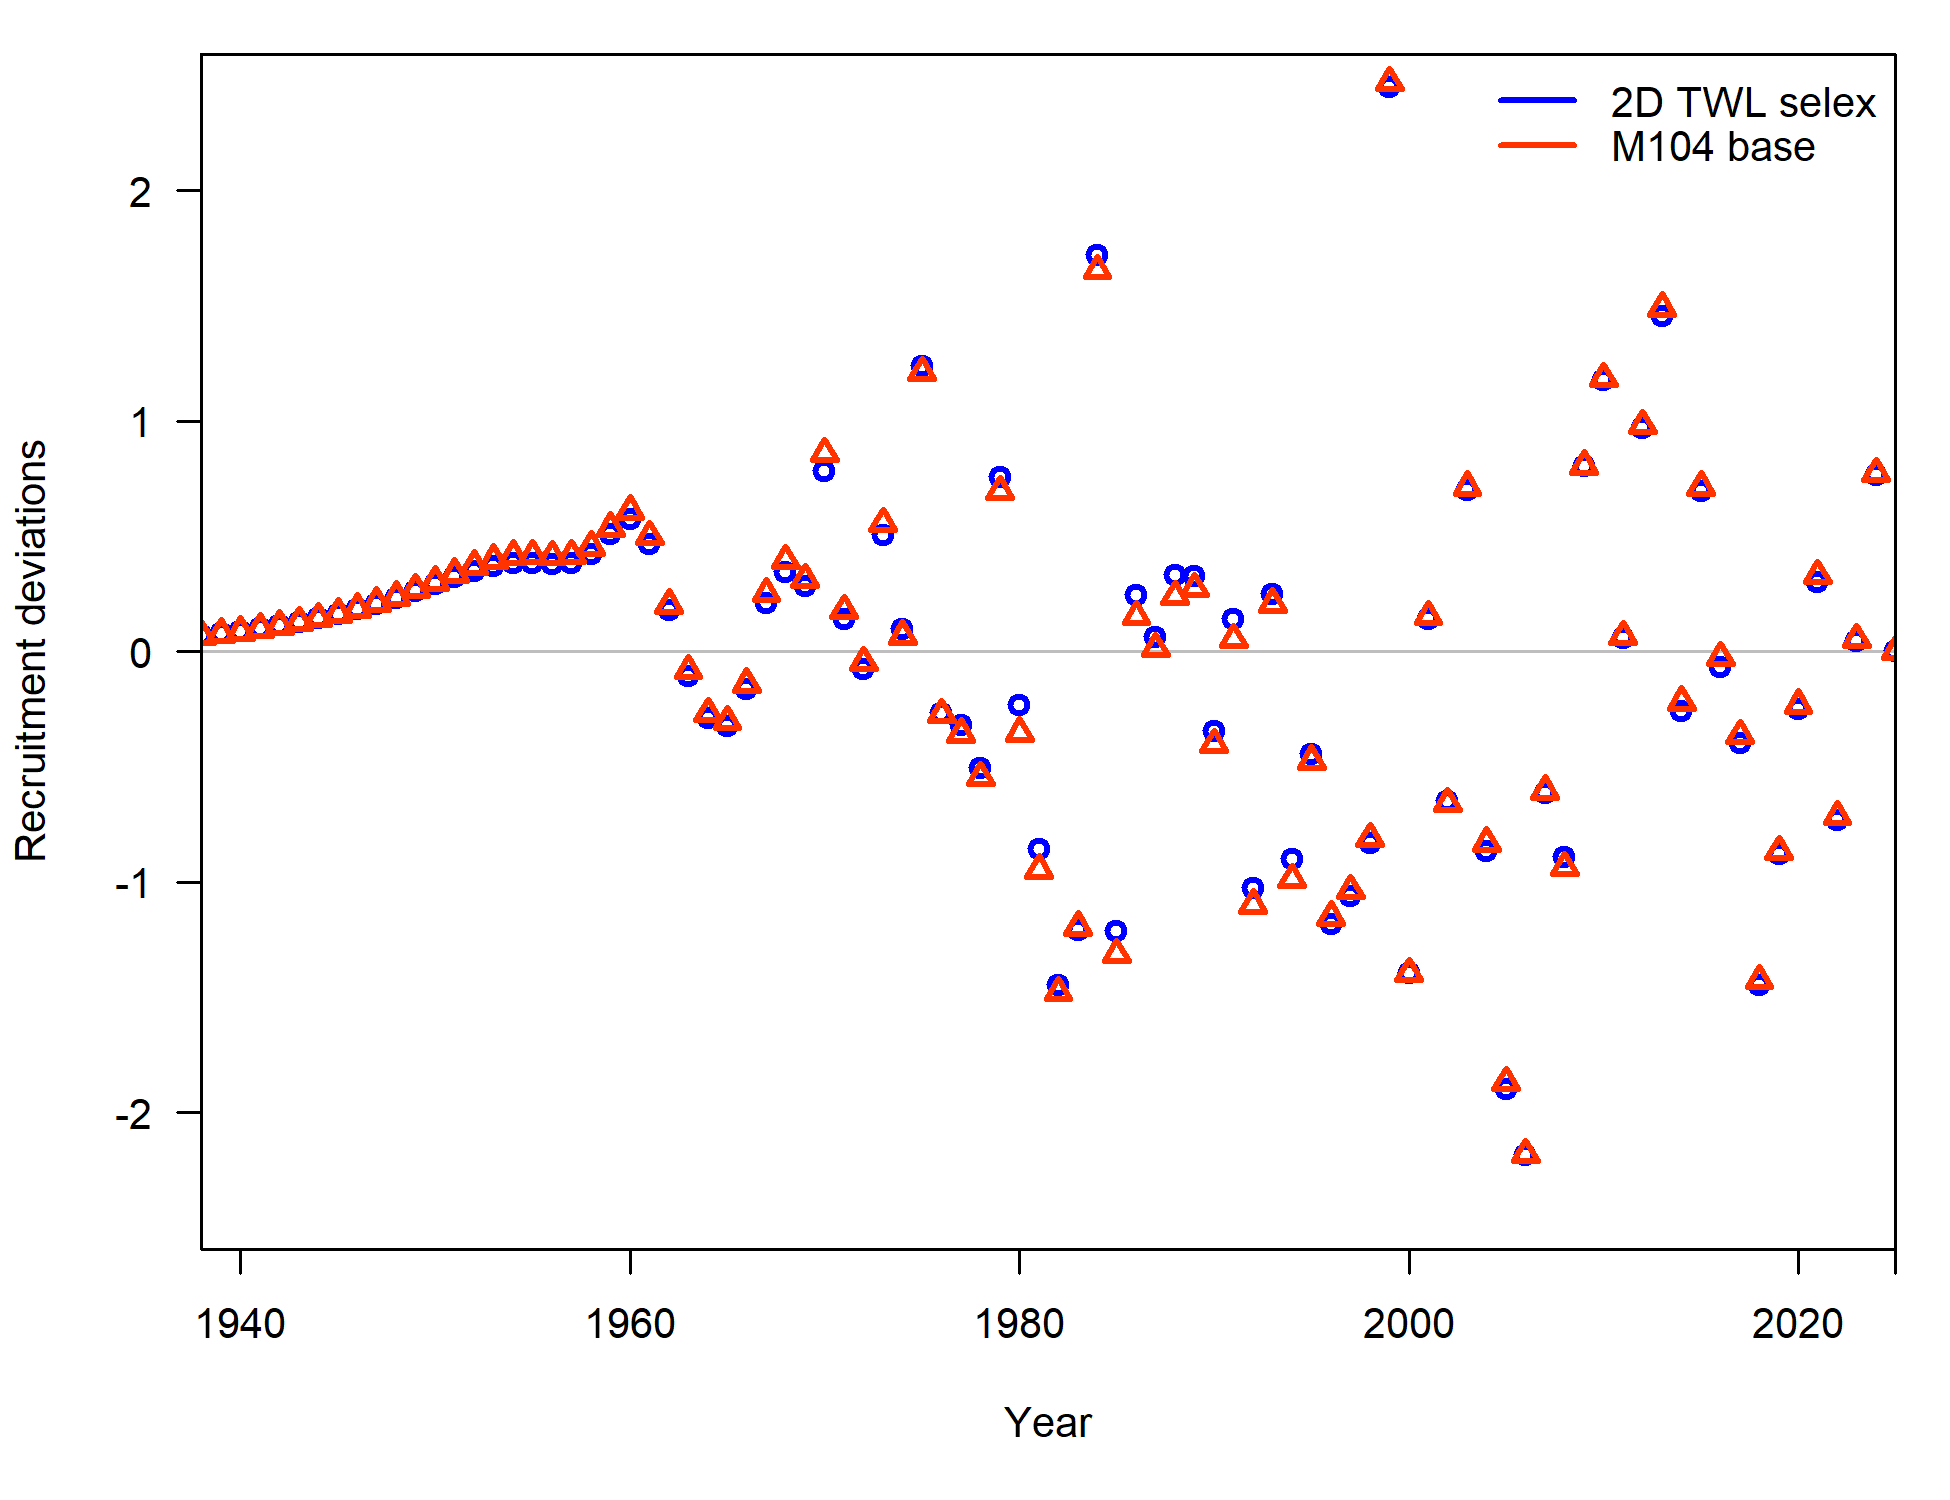 2D TWL selex
M104 base
2
1
0
-1
-2
Recruitment deviations
1940
1960
1980
2000
2020
Year